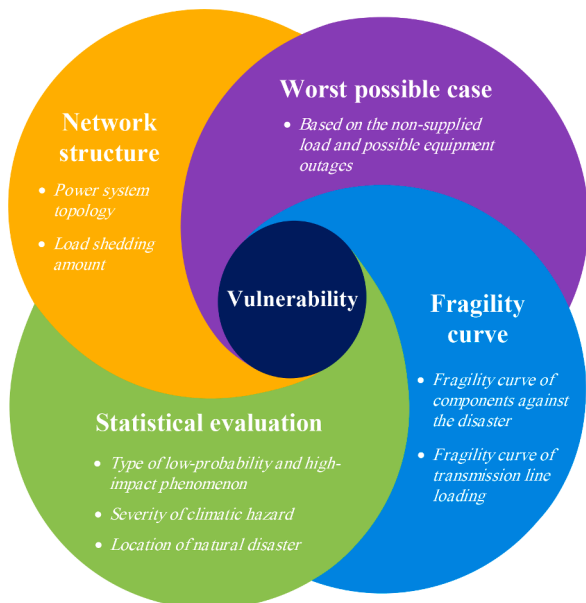 Worst possible case
• Based on the non-supplied
load and possible equipment
outages
Network
structure
• Power system
topology
• Load shedding
amount
Vulnerability
Fragility
curve
• Fragility curve of
components against
the disaster
• Fragility curve of
transmission line
loading
Statistical evaluation
• Type of low-probability and high-
impact phenomenon
• Severity of climatic hazard
• Location of natural disaster